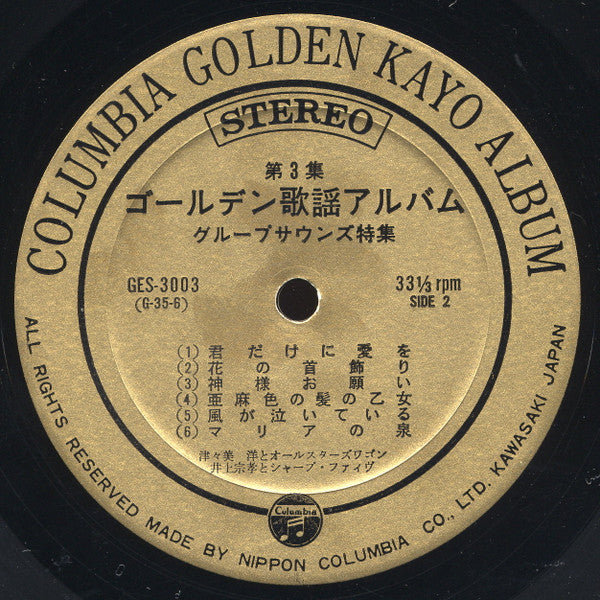 COLUMBIA GOLDEN KAYO ALBUM
STEREO
第3集
ゴールデン歌謡アルバム
グループサウンズ特集
GES-3003
(G-35-6)
33⅓ rpm
SIDE 2
(1) 君だけに愛を
(2) 花の首飾り
(3) 神様お願い
(4) 亜麻色の髪の乙女
(5) 風が泣いている
(6) マリアの泉
津々美 洋とオールスターズワゴン
井上宗孝とシャープ・ファイヴ
Columbia
ALL RIGHTS RESERVED MADE BY NIPPON COLUMBIA CO., LTD. KAWASAKI JAPAN